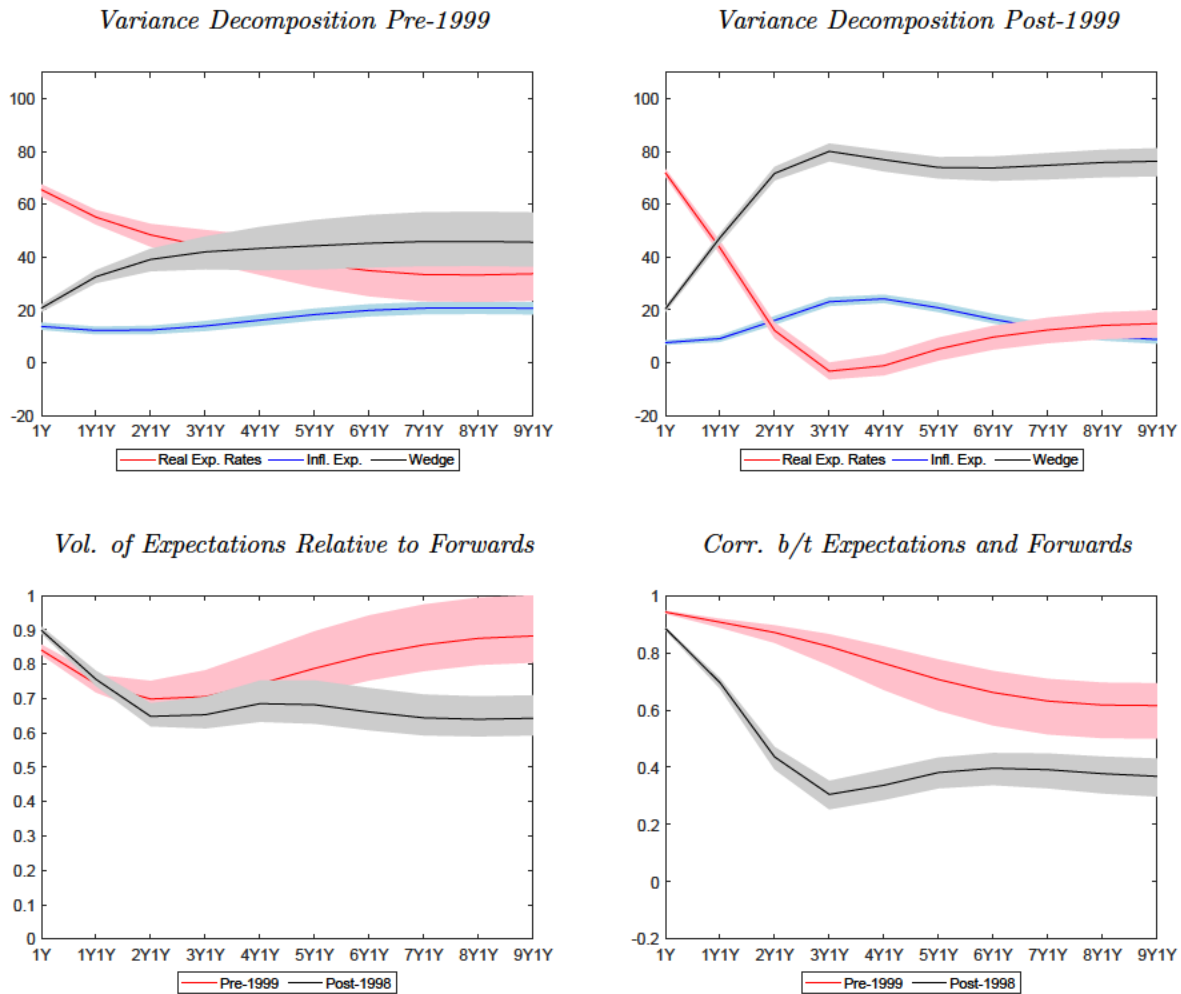 Variance Decomposition Pre-1999
100
80
60
40
20
0
-20
1Y 1Y1Y 2Y1Y 3Y1Y 4Y1Y 5Y1Y 6Y1Y 7Y1Y 8Y1Y 9Y1Y
Real Exp. Rates Infl. Exp. Wedge
Variance Decomposition Post-1999
100
80
60
40
20
0
-20
1Y 1Y1Y 2Y1Y 3Y1Y 4Y1Y 5Y1Y 6Y1Y 7Y1Y 8Y1Y 9Y1Y
Real Exp. Rates Infl. Exp. Wedge
Vol. of Expectations Relative to Forwards
1
0.9
0.8
0.7
0.6
0.5
0.4
0.3
0.2
0.1
0
1Y 1Y1Y 2Y1Y 3Y1Y 4Y1Y 5Y1Y 6Y1Y 7Y1Y 8Y1Y 9Y1Y
Pre-1999 Post-1998
Corr. b/t Expectations and Forwards
1
0.8
0.6
0.4
0.2
0
-0.2
1Y 1Y1Y 2Y1Y 3Y1Y 4Y1Y 5Y1Y 6Y1Y 7Y1Y 8Y1Y 9Y1Y
Pre-1999 Post-1998